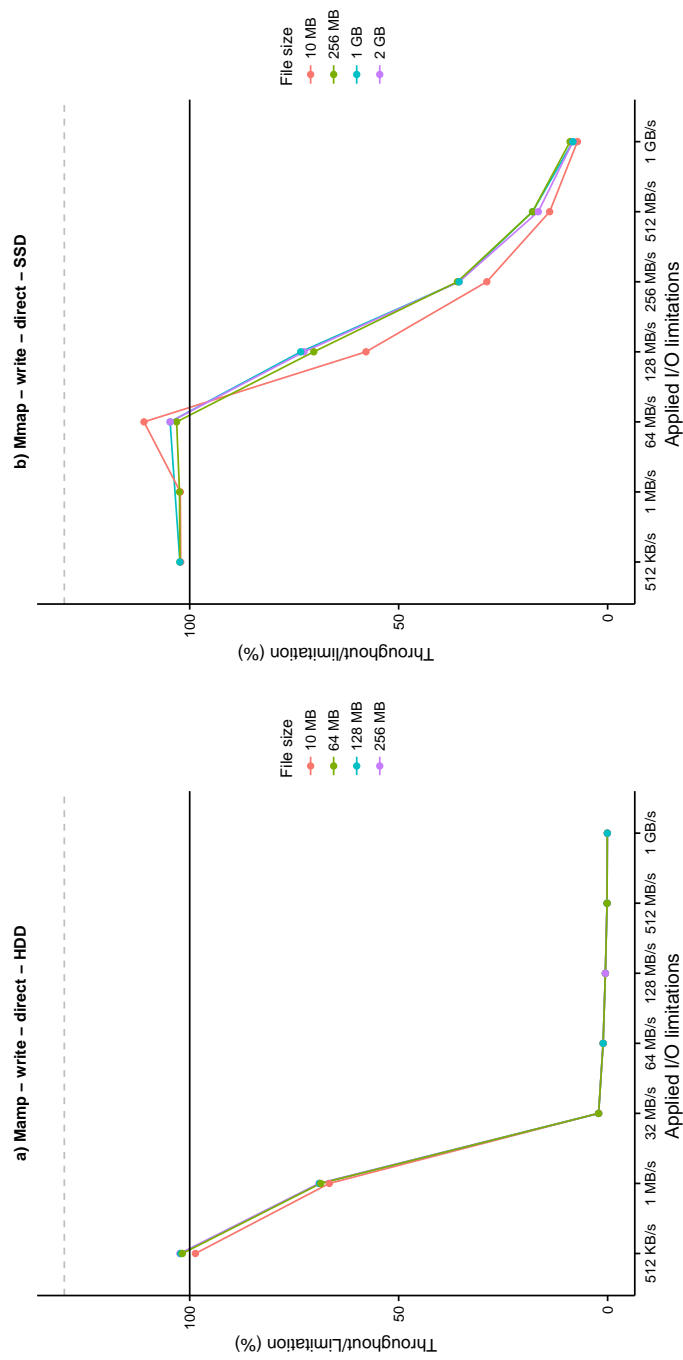 a) Mamp – write – direct – HDD
Throughout/Limitation (%)
100
50
0
512 KB/s
1 MB/s
32 MB/s
64 MB/s
128 MB/s
512 MB/s
1 GB/s
Applied I/O limitations
File size
10 MB
64 MB
128 MB
256 MB
b) Mmap – write – direct – SSD
Throughout/limitation (%)
100
50
0
512 KB/s
1 MB/s
64 MB/s
128 MB/s
256 MB/s
512 MB/s
1 GB/s
Applied I/O limitations
File size
10 MB
256 MB
1 GB
2 GB